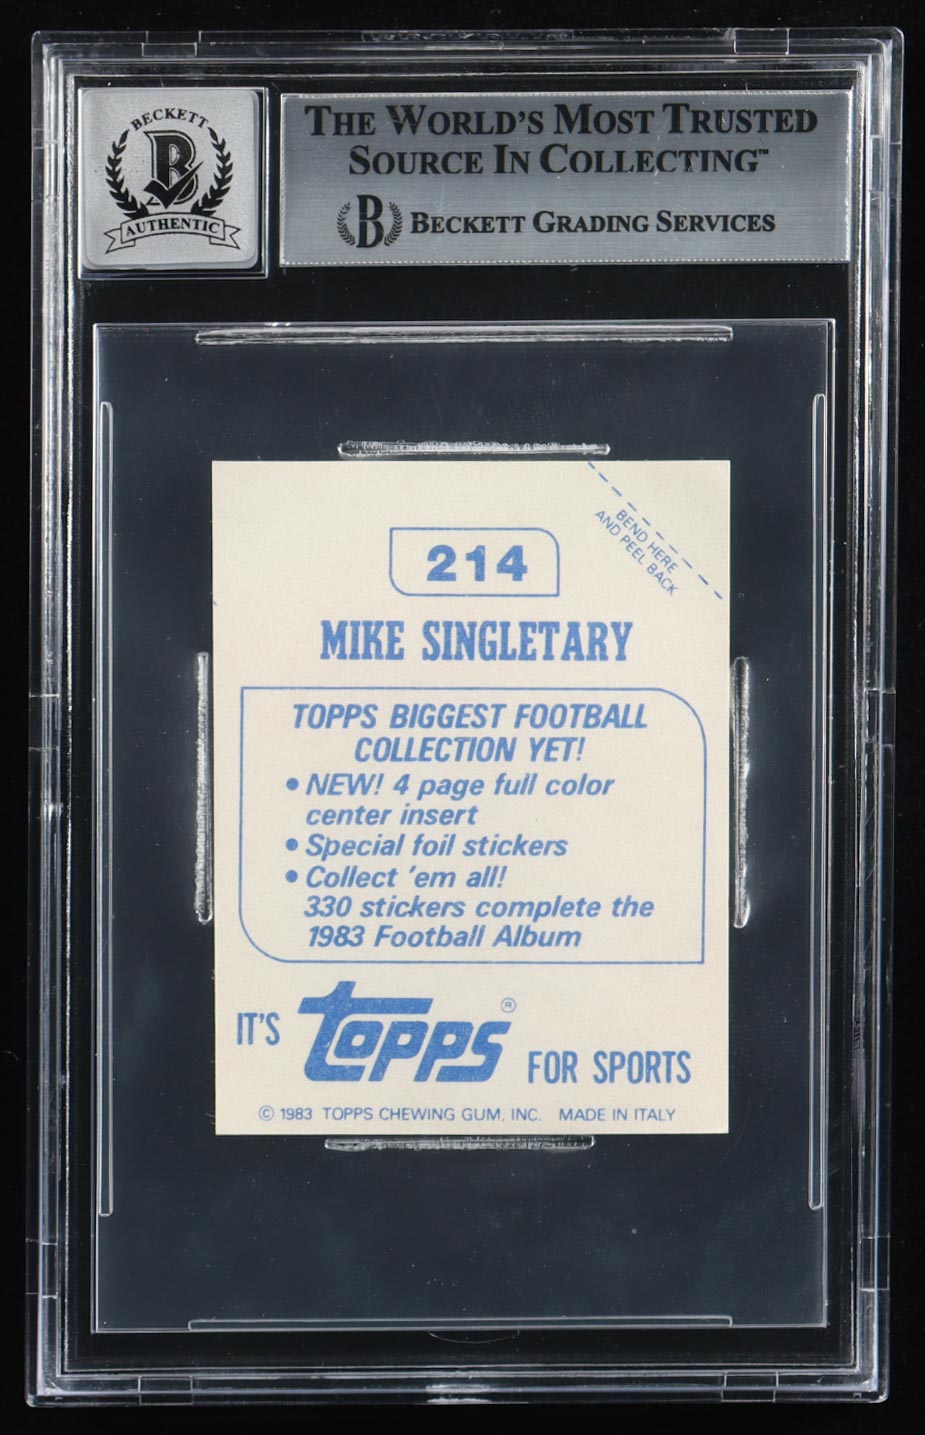 BECKETT
B
AUTHENTIC
THE WORLD'S MOST TRUSTED
SOURCE IN COLLECTING™
B BECKETT GRADING SERVICES
BEND HERE
AND PEEL BACK
214
MIKE SINGLETARY
TOPPS BIGGEST FOOTBALL
COLLECTION YET!
• NEW! 4 page full color
center insert
• Special foil stickers
• Collect 'em all!
330 stickers complete the
1983 Football Album
IT'S topps® FOR SPORTS
© 1983 TOPPS CHEWING GUM, INC. MADE IN ITALY